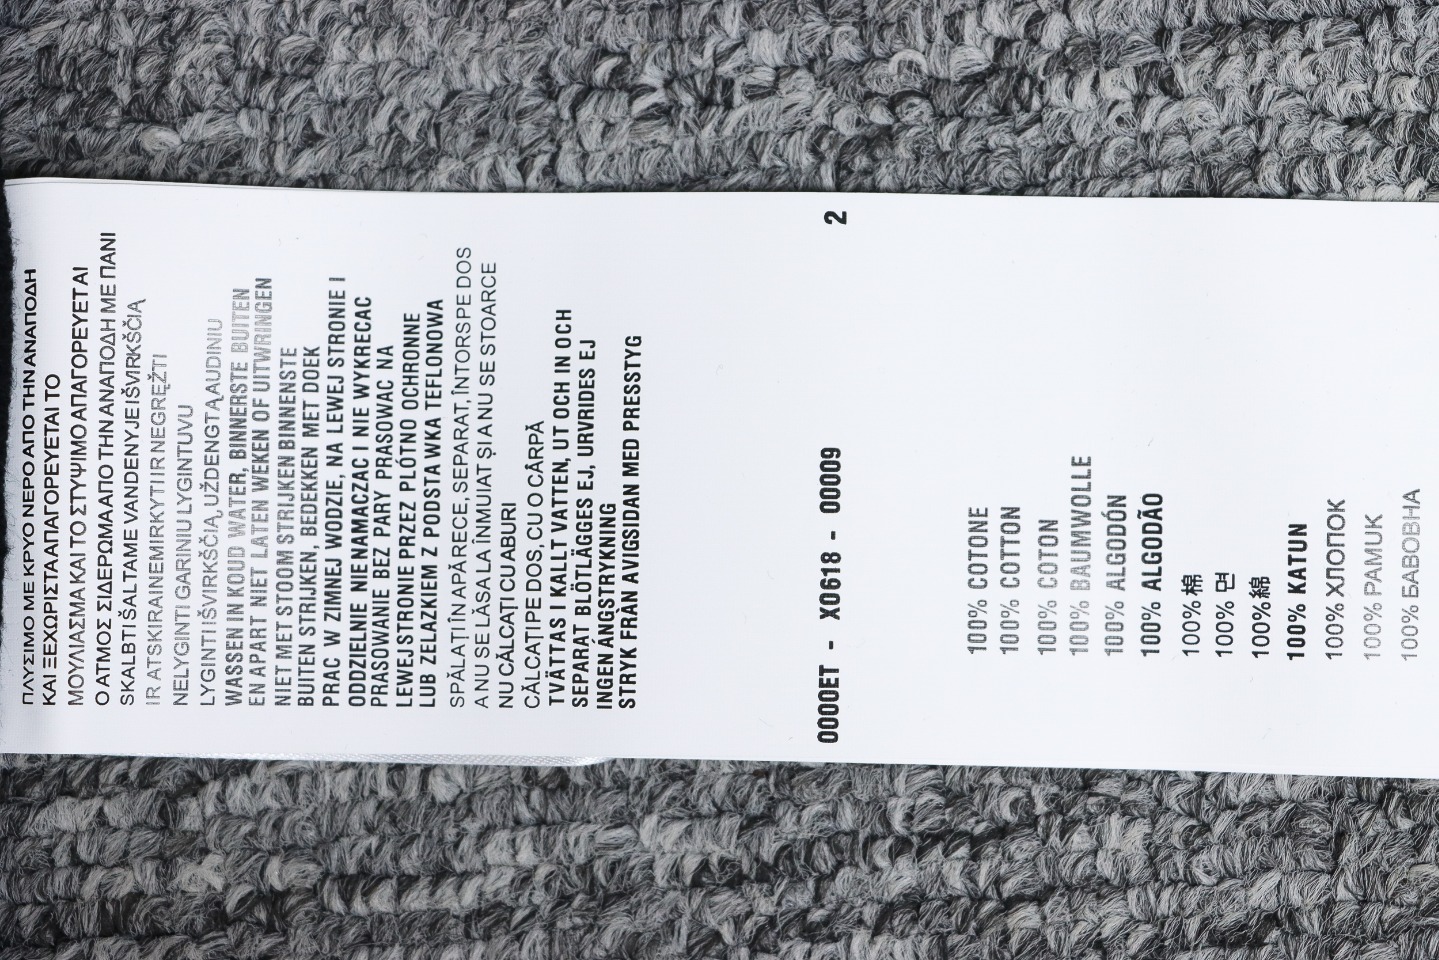 ΠΛΥΣΙΜΟ ΜΕ ΚΡΥΟ ΝΕΡΟ ΑΠΟ ΤΗΝ ΑΝΑΠΟΔΗ
ΚΑΙ ΞΕΧΩΡΙΣΤΑ ΑΠΑΓΟΡΕΥΕΤΑΙ ΤΟ
ΜΟΥΛΙΑΣΜΑ ΚΑΙ ΤΟ ΣΤΥΨΙΜΟ ΑΠΑΓΟΡΕΥΕΤΑΙ
Ο ΑΤΜΟΣ ΣΙΔΕΡΩΜΑ ΑΠΟ ΤΗΝ ΑΝΑΠΟΔΗ ΜΕ ΠΑΝΙ
SKALBTI ŠALTAME VANDENYJE IŠVIRKŠČIĄ
IR ATSKIRAI NEMIRKYTI IR NEGRĘŽTI
NELYGINTI GARINIU LYGINTUVU
LYGINTI IŠVIRKŠČIĄ, UŽDENGTĄ AUDINIU
WASSEN IN KOUD WATER, BINNERSTE BUITEN
EN APART NIET LATEN WEKEN OF UITWRINGEN
NIET MET STOOM STRIJKEN BINNENSTE
BUITEN STRIJKEN, BEDEKKEN MET DOEK
PRAC W ZIMNEJ WODZIE, NA LEWEJ STRONIE I
ODDZIELNIE NIE NAMACZAC I NIE WYKRECAC
PRASOWANIE BEZ PARY PRASOWAC NA
LEWEJ STRONIE PRZEZ PLÓTNO OCHRONNE
LUB ZELAZKIEM Z PODSTAWKA TEFLONOWA
SPĂLAȚI ÎN APĂ RECE, SEPARAT, ÎNTORS PE DOS
A NU SE LĂSA LA ÎNMUIAT ȘI A NU SE STOARCE
NU CĂLCAȚI CU ABURI
CĂLCAȚI PE DOS, CU O CÂRPĂ
TVÄTTAS I KALLT VATTEN, UT OCH IN OCH
SEPARAT BLÖTLÄGGES EJ, URVRIDES EJ
INGEN ÁNGSTRYKNING
STRYK FRÅN AVIGSIDAN MED PRESSTYG
0000ET - X0618 - 00009 2
100% COTONE
100% COTTON
100% COTON
100% BAUMWOLLE
100% ALGODÓN
100% ALGODÃO
100% 棉
100% 면
100% 綿
100% KATUN
100% ХЛОПОК
100% PAMUK
100% БАВОВНА